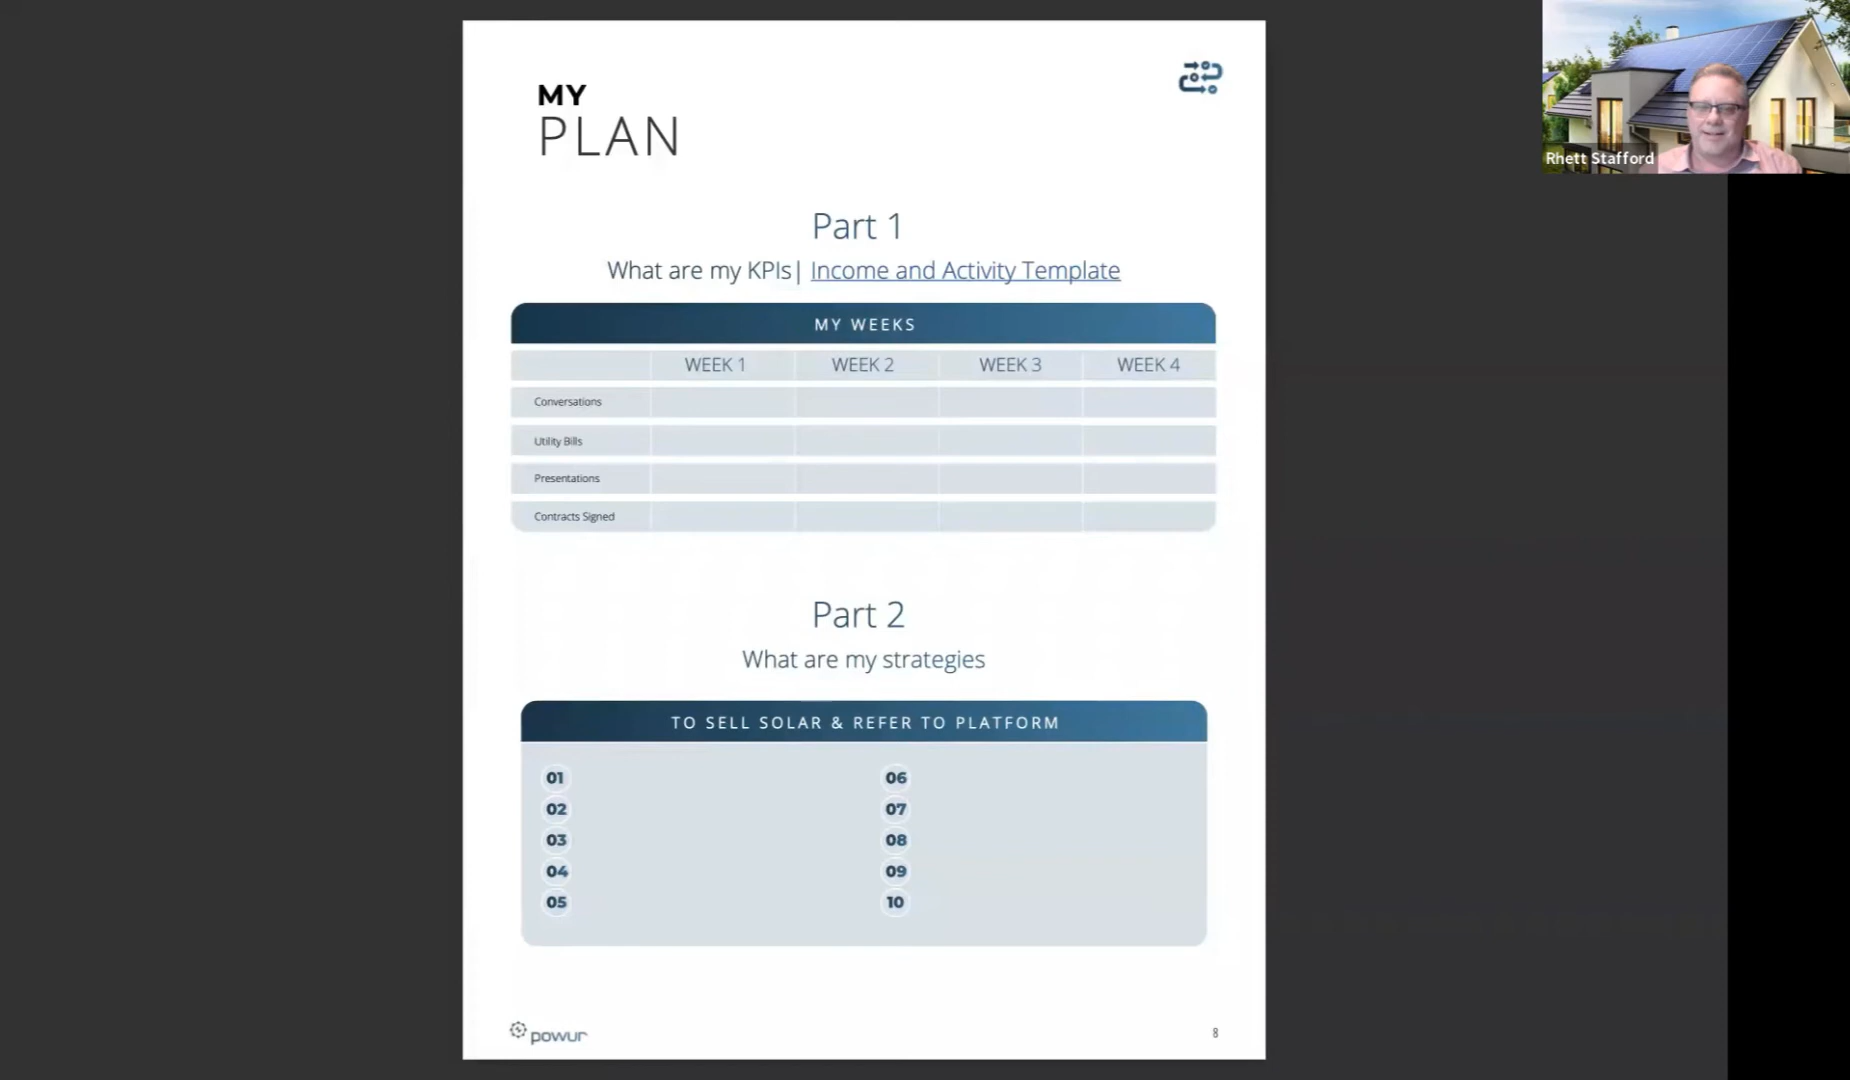 MY
PLAN
Rhett Stafford
Part 1
What are my KPIs| Income and Activity Template
MY WEEKS
WEEK 1 WEEK 2 WEEK 3 WEEK 4
Conversations
Utility Bills
Presentations
Contracts Signed
Part 2
What are my strategies
TO SELL SOLAR & REFER TO PLATFORM
01 06
02 07
03 08
04 09
05 10
powur 8